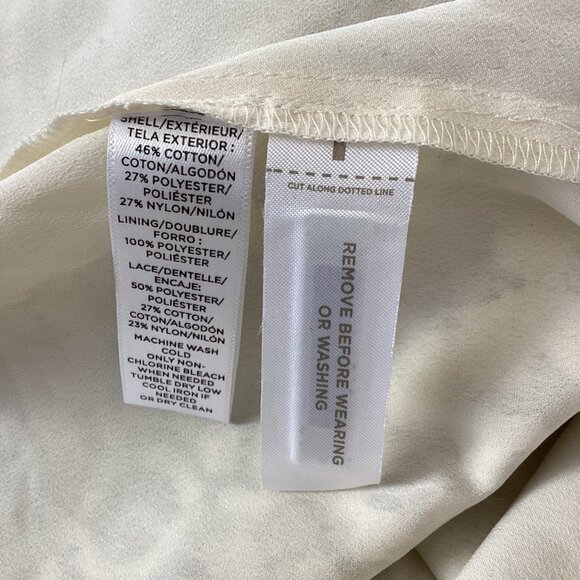 SHELL/EXTÉRIEUR/
TELA EXTERIOR :
46% COTTON/
COTON/ALGODÓN
27% POLYESTER/
POLIÉSTER
27% NYLON/NILÓN
LINING/DOUBLURE/
FORRO :
100% POLYESTER/
POLIÉSTER
LACE/DENTELLE/
ENCAJE:
50% POLYESTER/
POLIÉSTER
27% COTTON/
COTON/ALGODÓN
23% NYLON/NILÓN
MACHINE WASH
COLD
ONLY NON-
CHLORINE BLEACH
WHEN NEEDED
TUMBLE DRY LOW
COOL IRON IF
NEEDED
OR DRY CLEAN
CUT ALONG DOTTED LINE
REMOVE BEFORE WEARING
OR WASHING